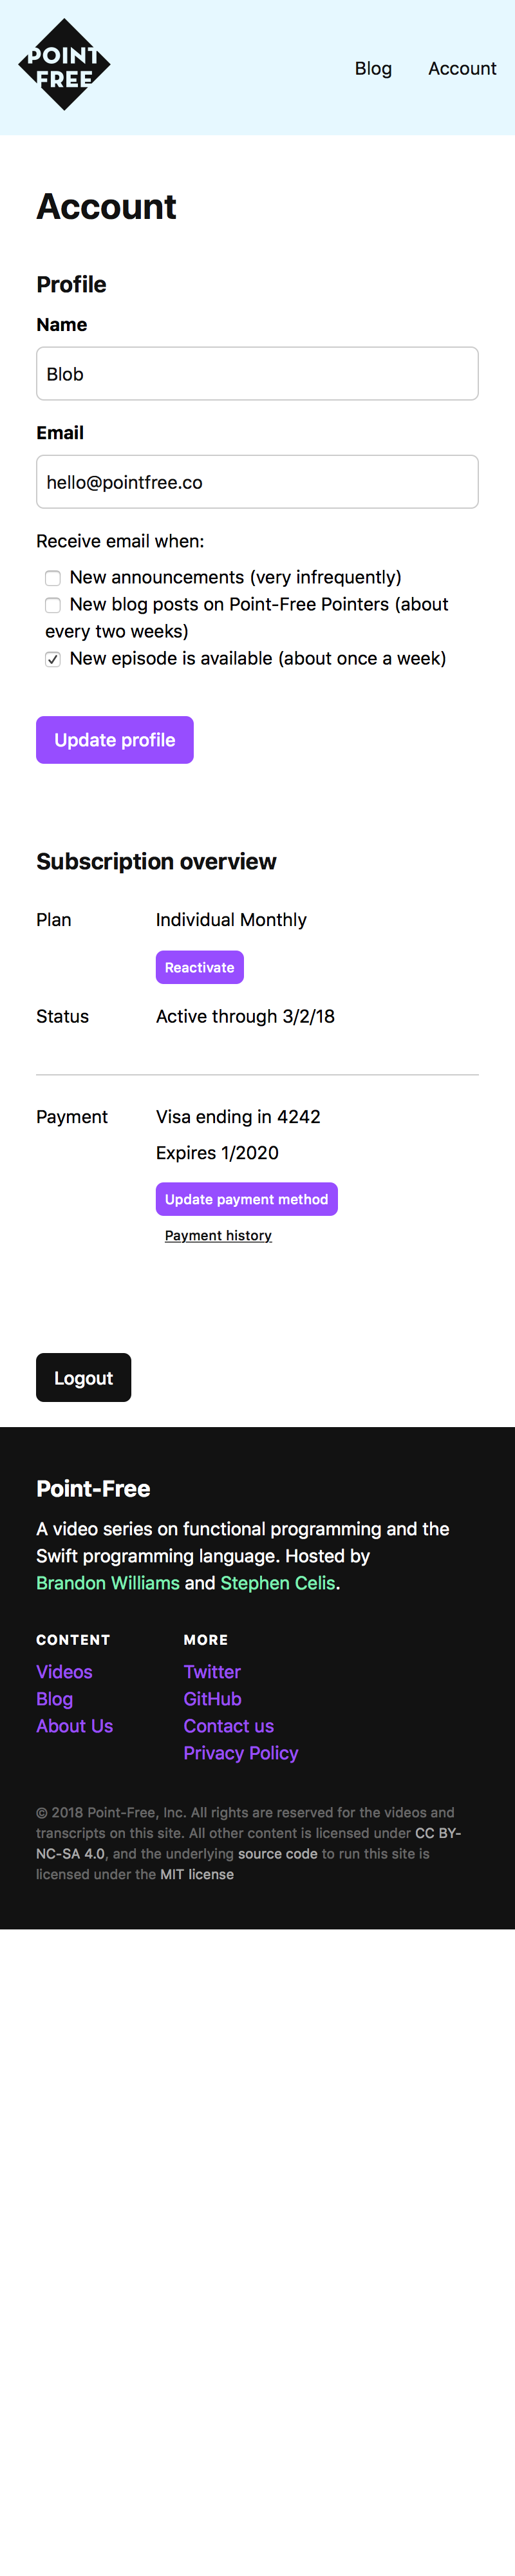 POINT
FREE
Blog
Account
Account
Profile
Name
Blob
Email
hello@pointfree.co
Receive email when:
New announcements (very infrequently)
New blog posts on Point-Free Pointers (about
every two weeks)
New episode is available (about once a week)
Update profile
Subscription overview
Plan
Individual Monthly
Reactivate
Status
Active through 3/2/18
Payment
Visa ending in 4242
Expires 1/2020
Update payment method
Payment history
Logout
Point-Free
A video series on functional programming and the
Swift programming language. Hosted by
Brandon Williams and Stephen Celis.
CONTENT
Videos
Blog
About Us
MORE
Twitter
GitHub
Contact us
Privacy Policy
© 2018 Point-Free, Inc. All rights are reserved for the videos and
transcripts on this site. All other content is licensed under CC BY-
NC-SA 4.0, and the underlying source code to run this site is
licensed under the MIT license